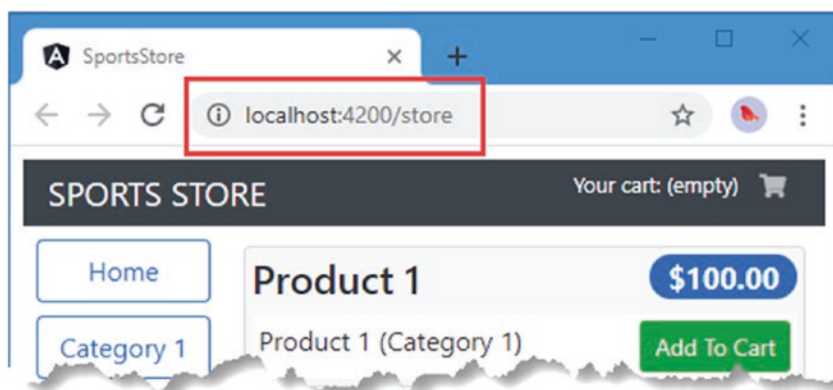 SportsStore
localhost:4200/store
SPORTS STORE
Your cart: (empty)
Home
Category 1
Product 1
$100.00
Product 1 (Category 1)
Add To Cart